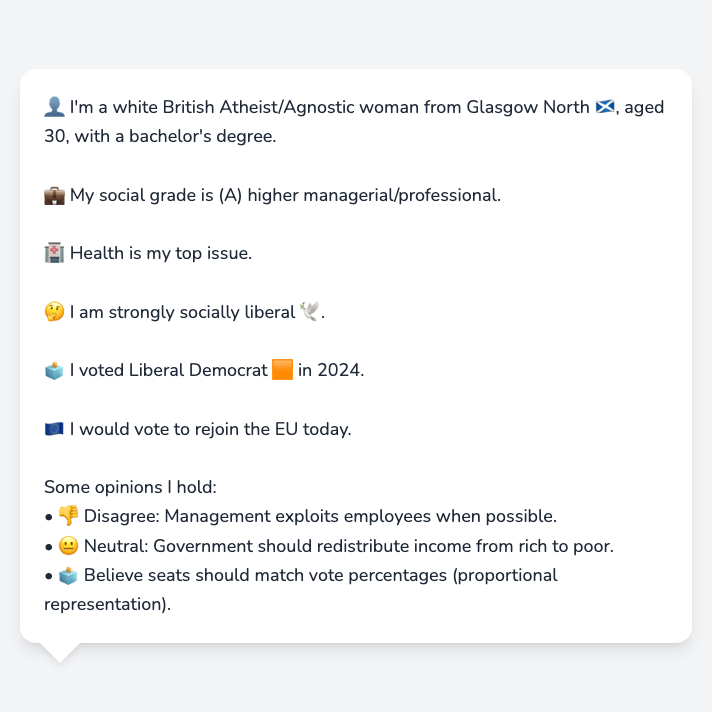 👤 I'm a white British Atheist/Agnostic woman from Glasgow North 🏴󠁧󠁢󠁳󠁣󠁴󠁿, aged
30, with a bachelor's degree.
💼 My social grade is (A) higher managerial/professional.
🏥 Health is my top issue.
🤔 I am strongly socially liberal 🕊️.
🗳️ I voted Liberal Democrat 🟧 in 2024.
🇪🇺 I would vote to rejoin the EU today.
Some opinions I hold:
• 👎 Disagree: Management exploits employees when possible.
• 😐 Neutral: Government should redistribute income from rich to poor.
• 🗳️ Believe seats should match vote percentages (proportional
representation).